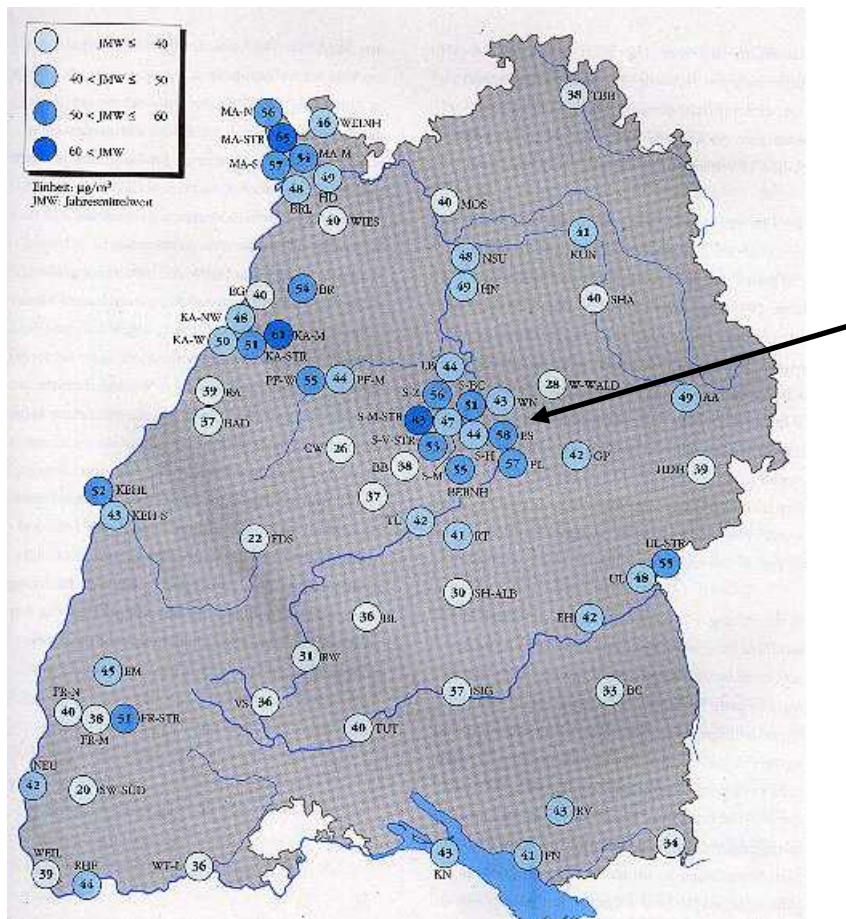 JMW ≤ 40
40 < JMW ≤ 50
50 < JMW ≤ 60
60 < JMW
Einheit: µg/m³
JMW: Jahresmittelwert
38 TBB
MA-N 56
46 WEINH
MA-STR 65
54 MA-M
MA-S 57
49 HD
48 BRL
40 WIES
40 MOS
41 KÜN
48 NSU
49 HN
40 SHA
54 BR
EG 40
KA-NW 48
61 KA-M
KA-W 50
51 KA-STR
PF-W 55
44 PF-M
LB 44
28 W-WALD
49 AA
39 RA
37 BAD
S-Z 56
S-BC 51
43 WN
S-M-STR
47
44
58 ES
S-V-STR 53
S-H
S-M
CW 26
BB 38
55 BERNH
57 PL
42 GP
HDH 39
37
52 KEHL
43 KEH-S
22 FDS
TÜ 42
41 RT
UL-STR 55
UL 48
30 SH-ALB
36 BL
EH 42
31 RW
45 EM
FR-N 40
38 FR-M
51 FR-STR
VS 36
37 SIG
33 BC
40 TUT
NEU 42
20 SW-SÜD
43 RV
34
WEIL 39
RHF 44
WT-L 36
43 KN
41 FN